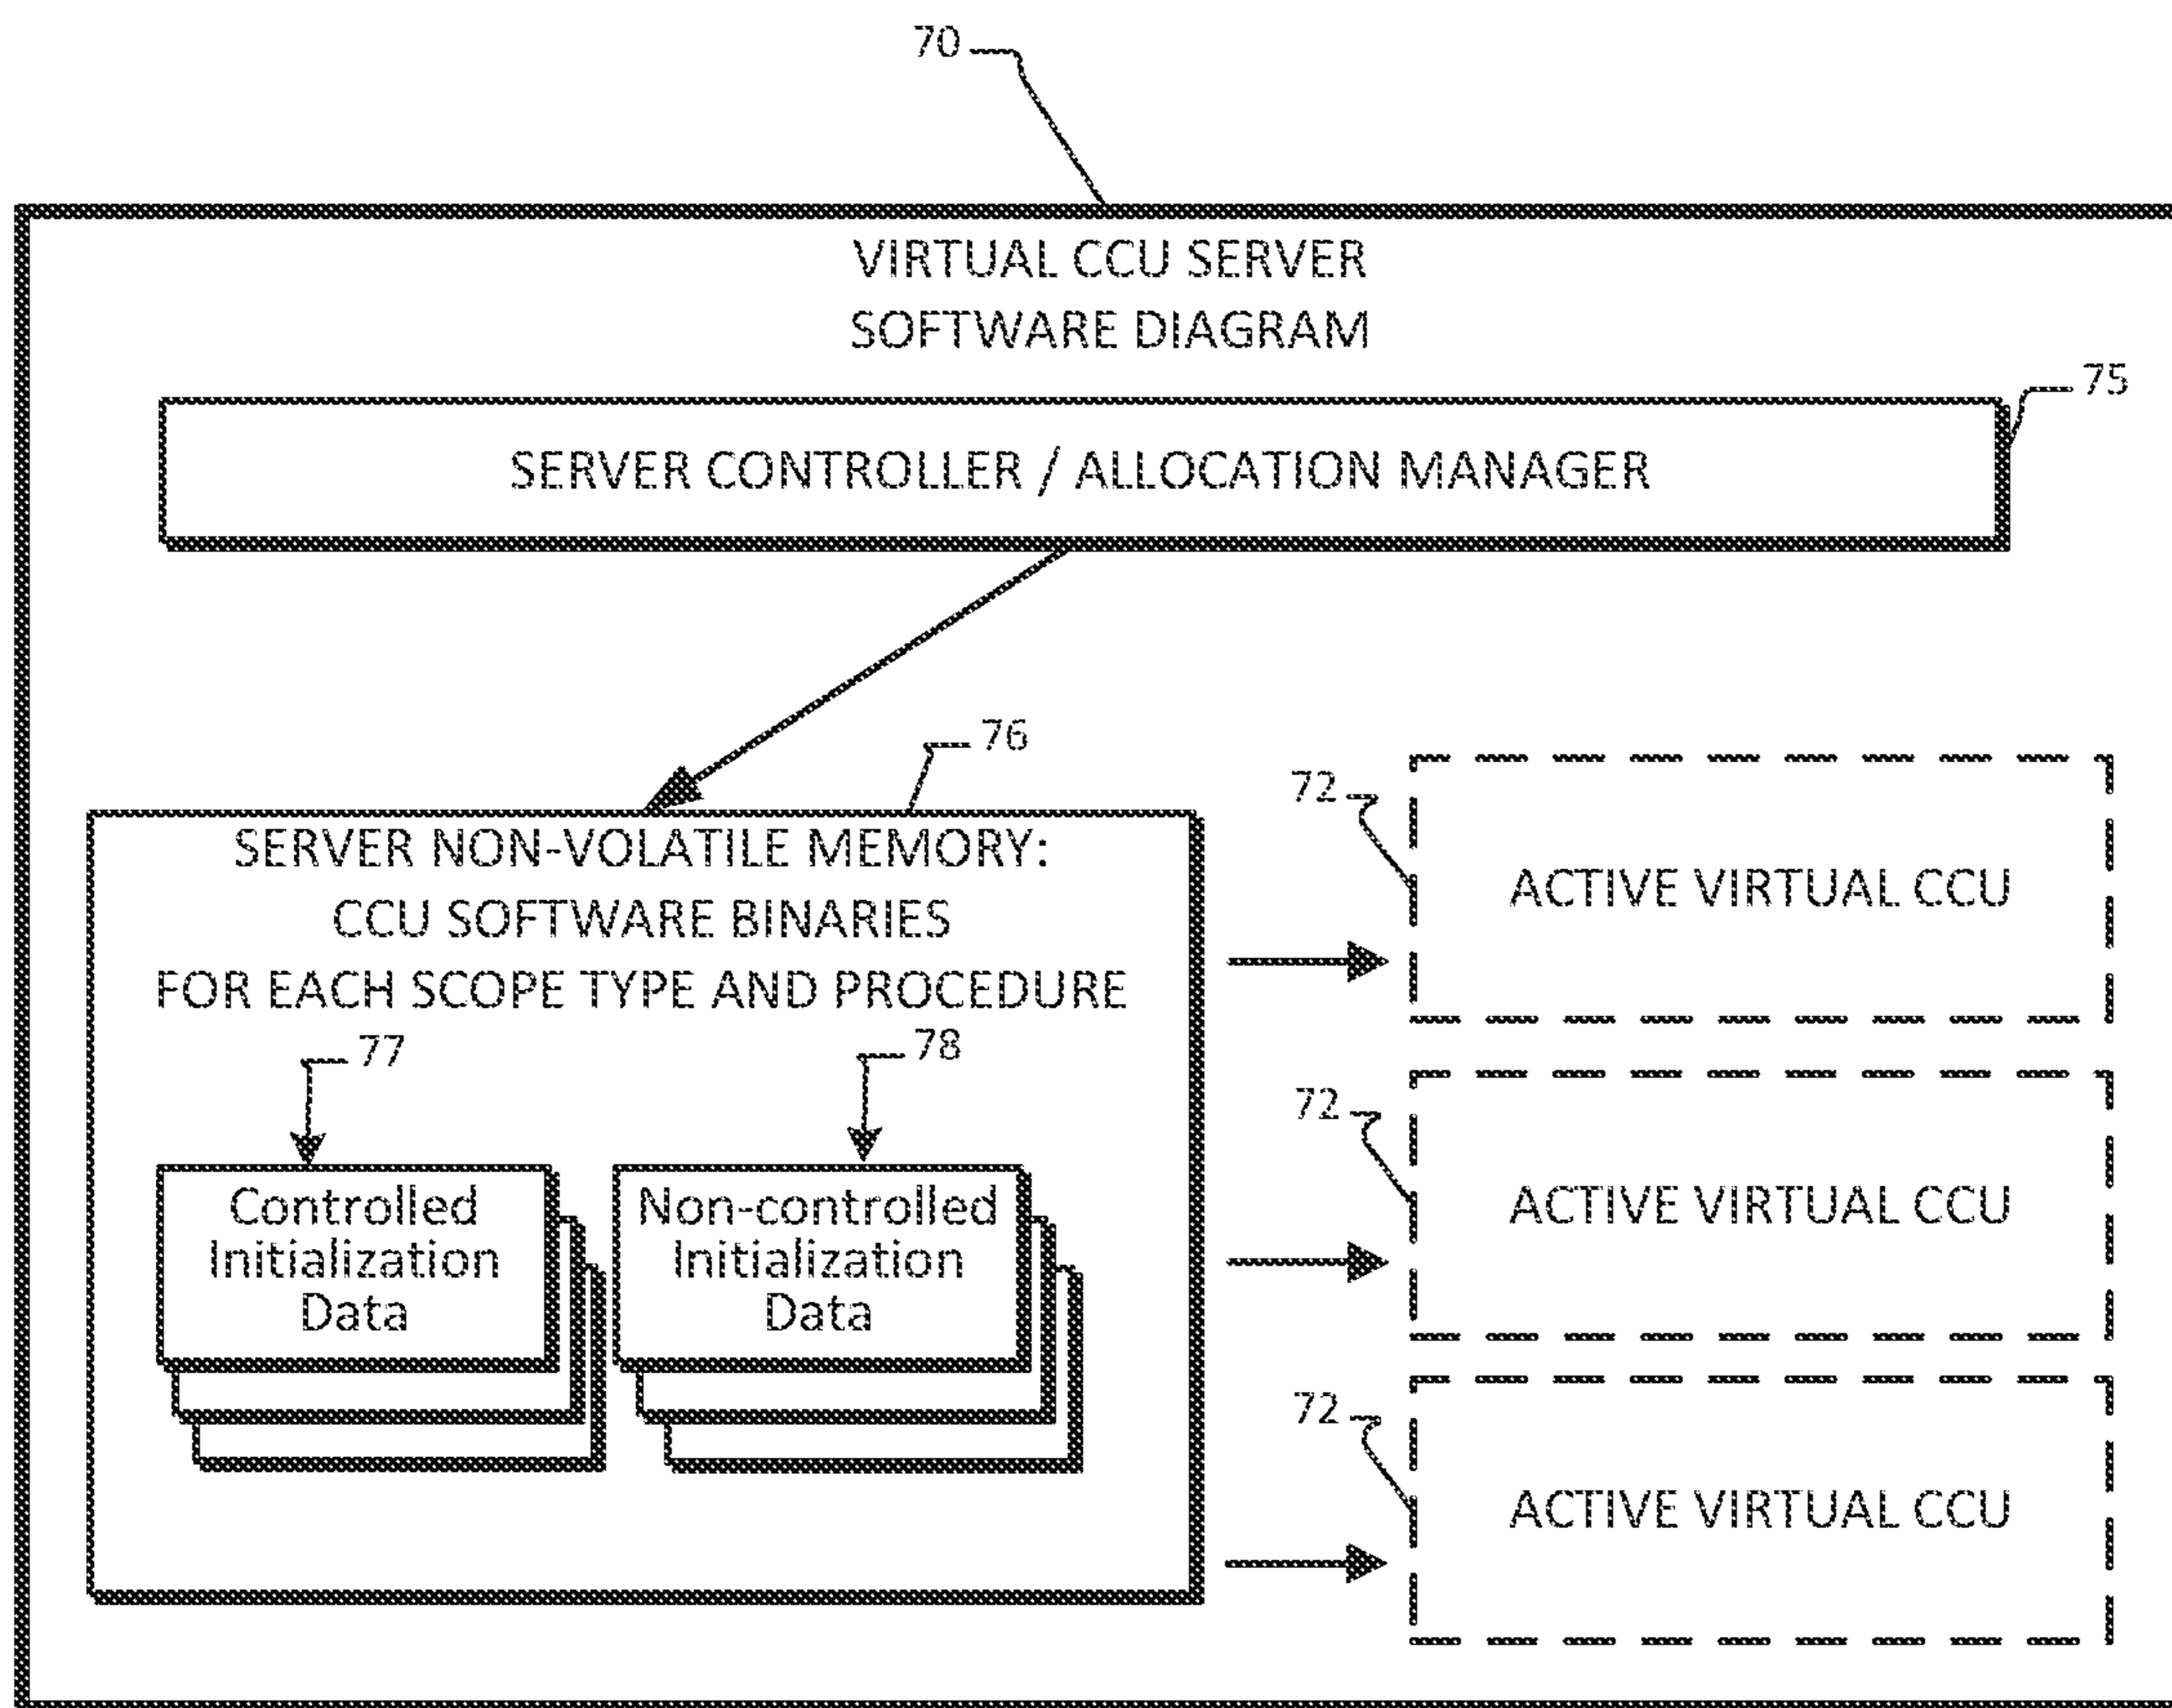 70
VIRTUAL CCU SERVER
SOFTWARE DIAGRAM
75
SERVER CONTROLLER / ALLOCATION MANAGER
76
SERVER NON-VOLATILE MEMORY:
CCU SOFTWARE BINARIES
FOR EACH SCOPE TYPE AND PROCEDURE
77
78
Controlled
Initialization
Data
Non-controlled
Initialization
Data
72
ACTIVE VIRTUAL CCU
72
ACTIVE VIRTUAL CCU
72
ACTIVE VIRTUAL CCU